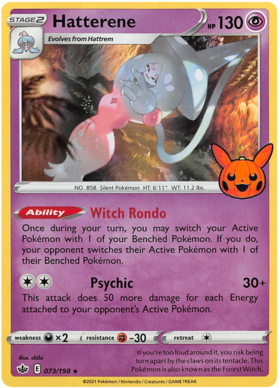 STAGE2 Hatterene HP 130
Evolves from Hattrem
NO. 858 Silent Pokémon HT: 6'11" WT: 11.2 lbs.
Ability Witch Rondo
Once during your turn, you may switch your Active
Pokémon with 1 of your Benched Pokémon. If you do,
your opponent switches their Active Pokémon with 1 of
their Benched Pokémon.
Psychic 30+
This attack does 50 more damage for each Energy
attached to your opponent's Active Pokémon.
weakness ×2 resistance -30 retreat
Illus. chibi
E 073/198 ★
If you're too loud around it, you risk being
torn apart by the claws on its tentacle. This
Pokémon is also known as the Forest Witch.
©2021 Pokémon / Nintendo / Creatures / GAME FREAK